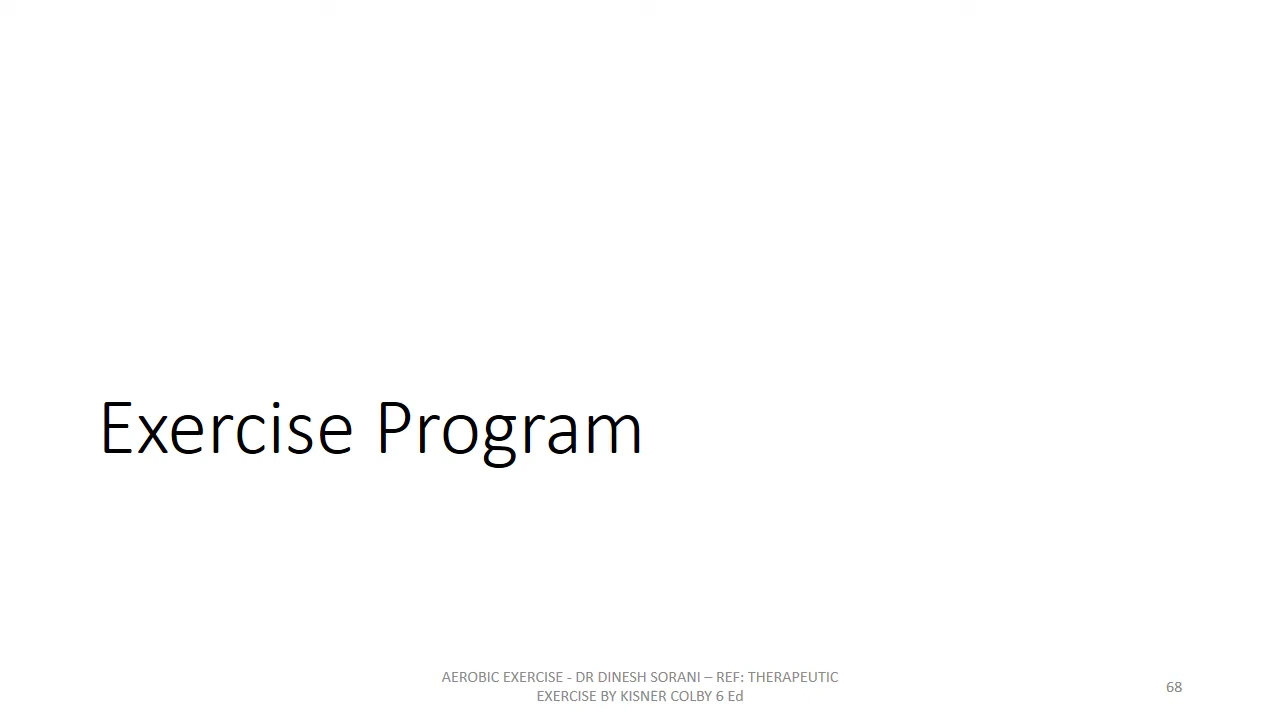 Exercise Program
AEROBIC EXERCISE - DR DINESH SORANI – REF: THERAPEUTIC
EXERCISE BY KISNER COLBY 6 Ed
68